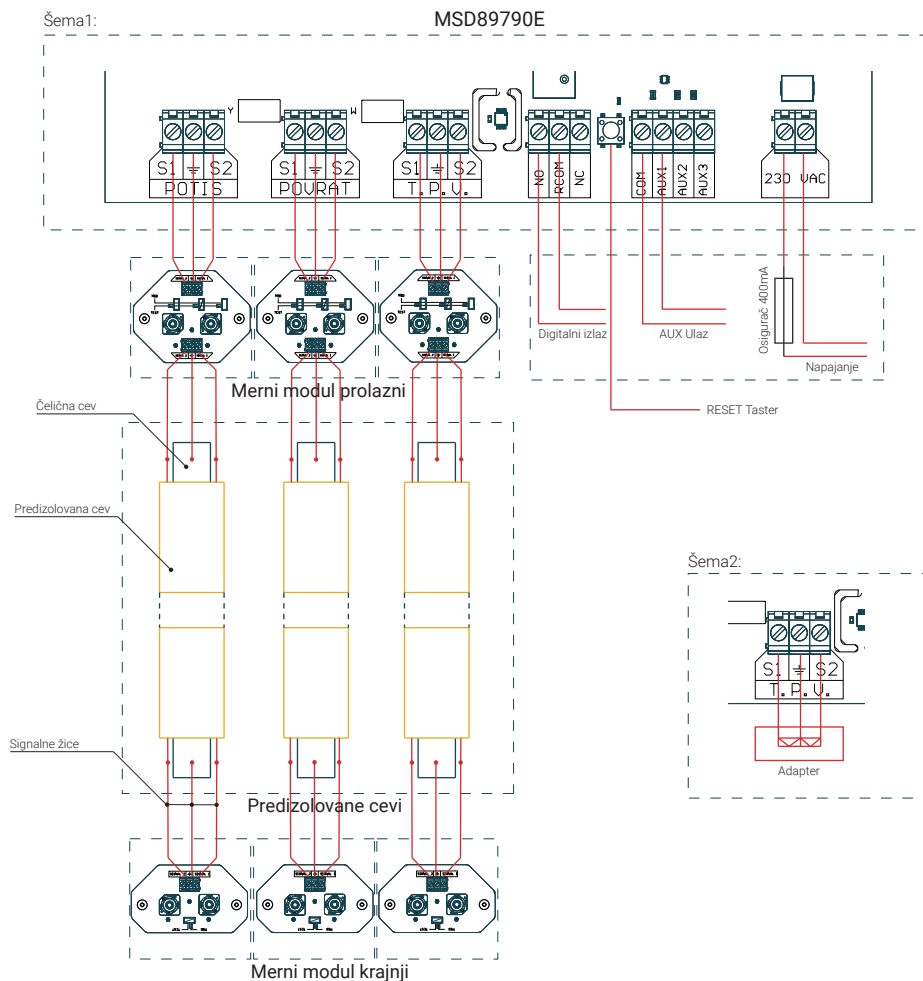 Šema1:
MSD89790E
Y
W
S1 S2
POTIS
S1 S2
POVRAT
S1 S2
T.P.V.
NO
RCOM
NC
COM
AUX1
AUX2
AUX3
230 VAC
Osigurač 400mA
Digitalni izlaz
AUX Ulaz
Napajanje
Merni modul prolazni
RESET Taster
Čelična cev
Predizolovana cev
Šema2:
S1 S2
T.P.V.
Adapter
Signalne žice
Predizolovane cevi
Merni modul krajnji